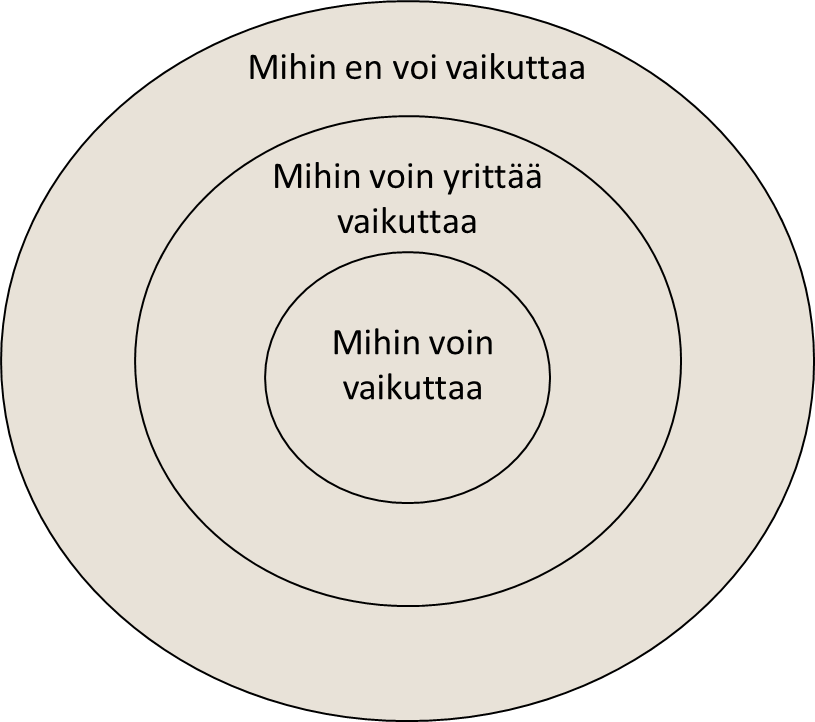 Mihin en voi vaikuttaa
Mihin voin yrittää
vaikuttaa
Mihin voin
vaikuttaa